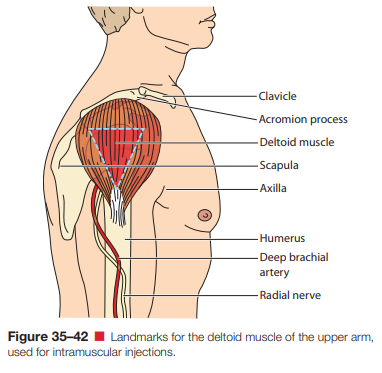 Clavicle
Acromion process
Deltoid muscle
Scapula
Axilla
Humerus
Deep brachial
artery
Radial nerve
Figure 35–42 ■ Landmarks for the deltoid muscle of the upper arm,
used for intramuscular injections.